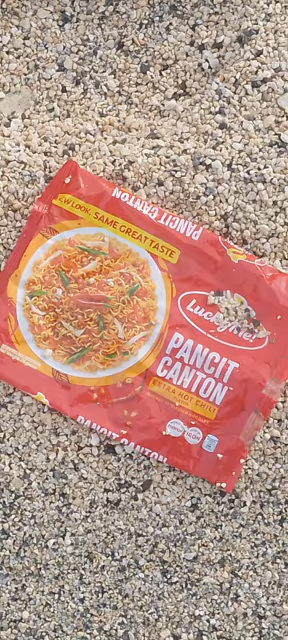 PANCIT CANTON
NEW LOOK, SAME GREAT TASTE
Lucky Me!
PANCIT
CANTON
EXTRA HOT CHILI
PANCIT CANTON